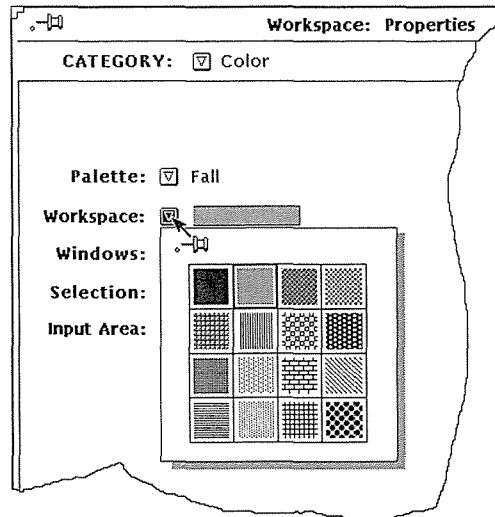 Workspace: Properties
CATEGORY: Color
Palette: Fall
Workspace:
Windows:
Selection:
Input Area: